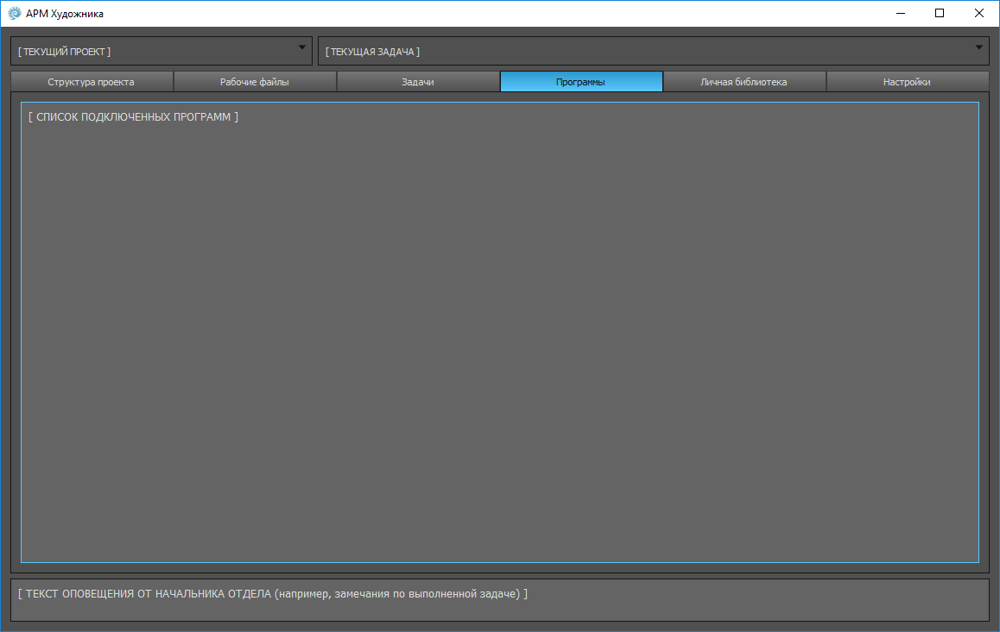 АРМ Художника
[ ТЕКУЩИЙ ПРОЕКТ ]
[ ТЕКУЩАЯ ЗАДАЧА ]
Структура проекта
Рабочие файлы
Задачи
Программы
Личная библиотека
Настройки
[ СПИСОК ПОДКЛЮЧЕННЫХ ПРОГРАММ ]
[ ТЕКСТ ОПОВЕЩЕНИЯ ОТ НАЧАЛЬНИКА ОТДЕЛА (например, замечания по выполненной задаче) ]